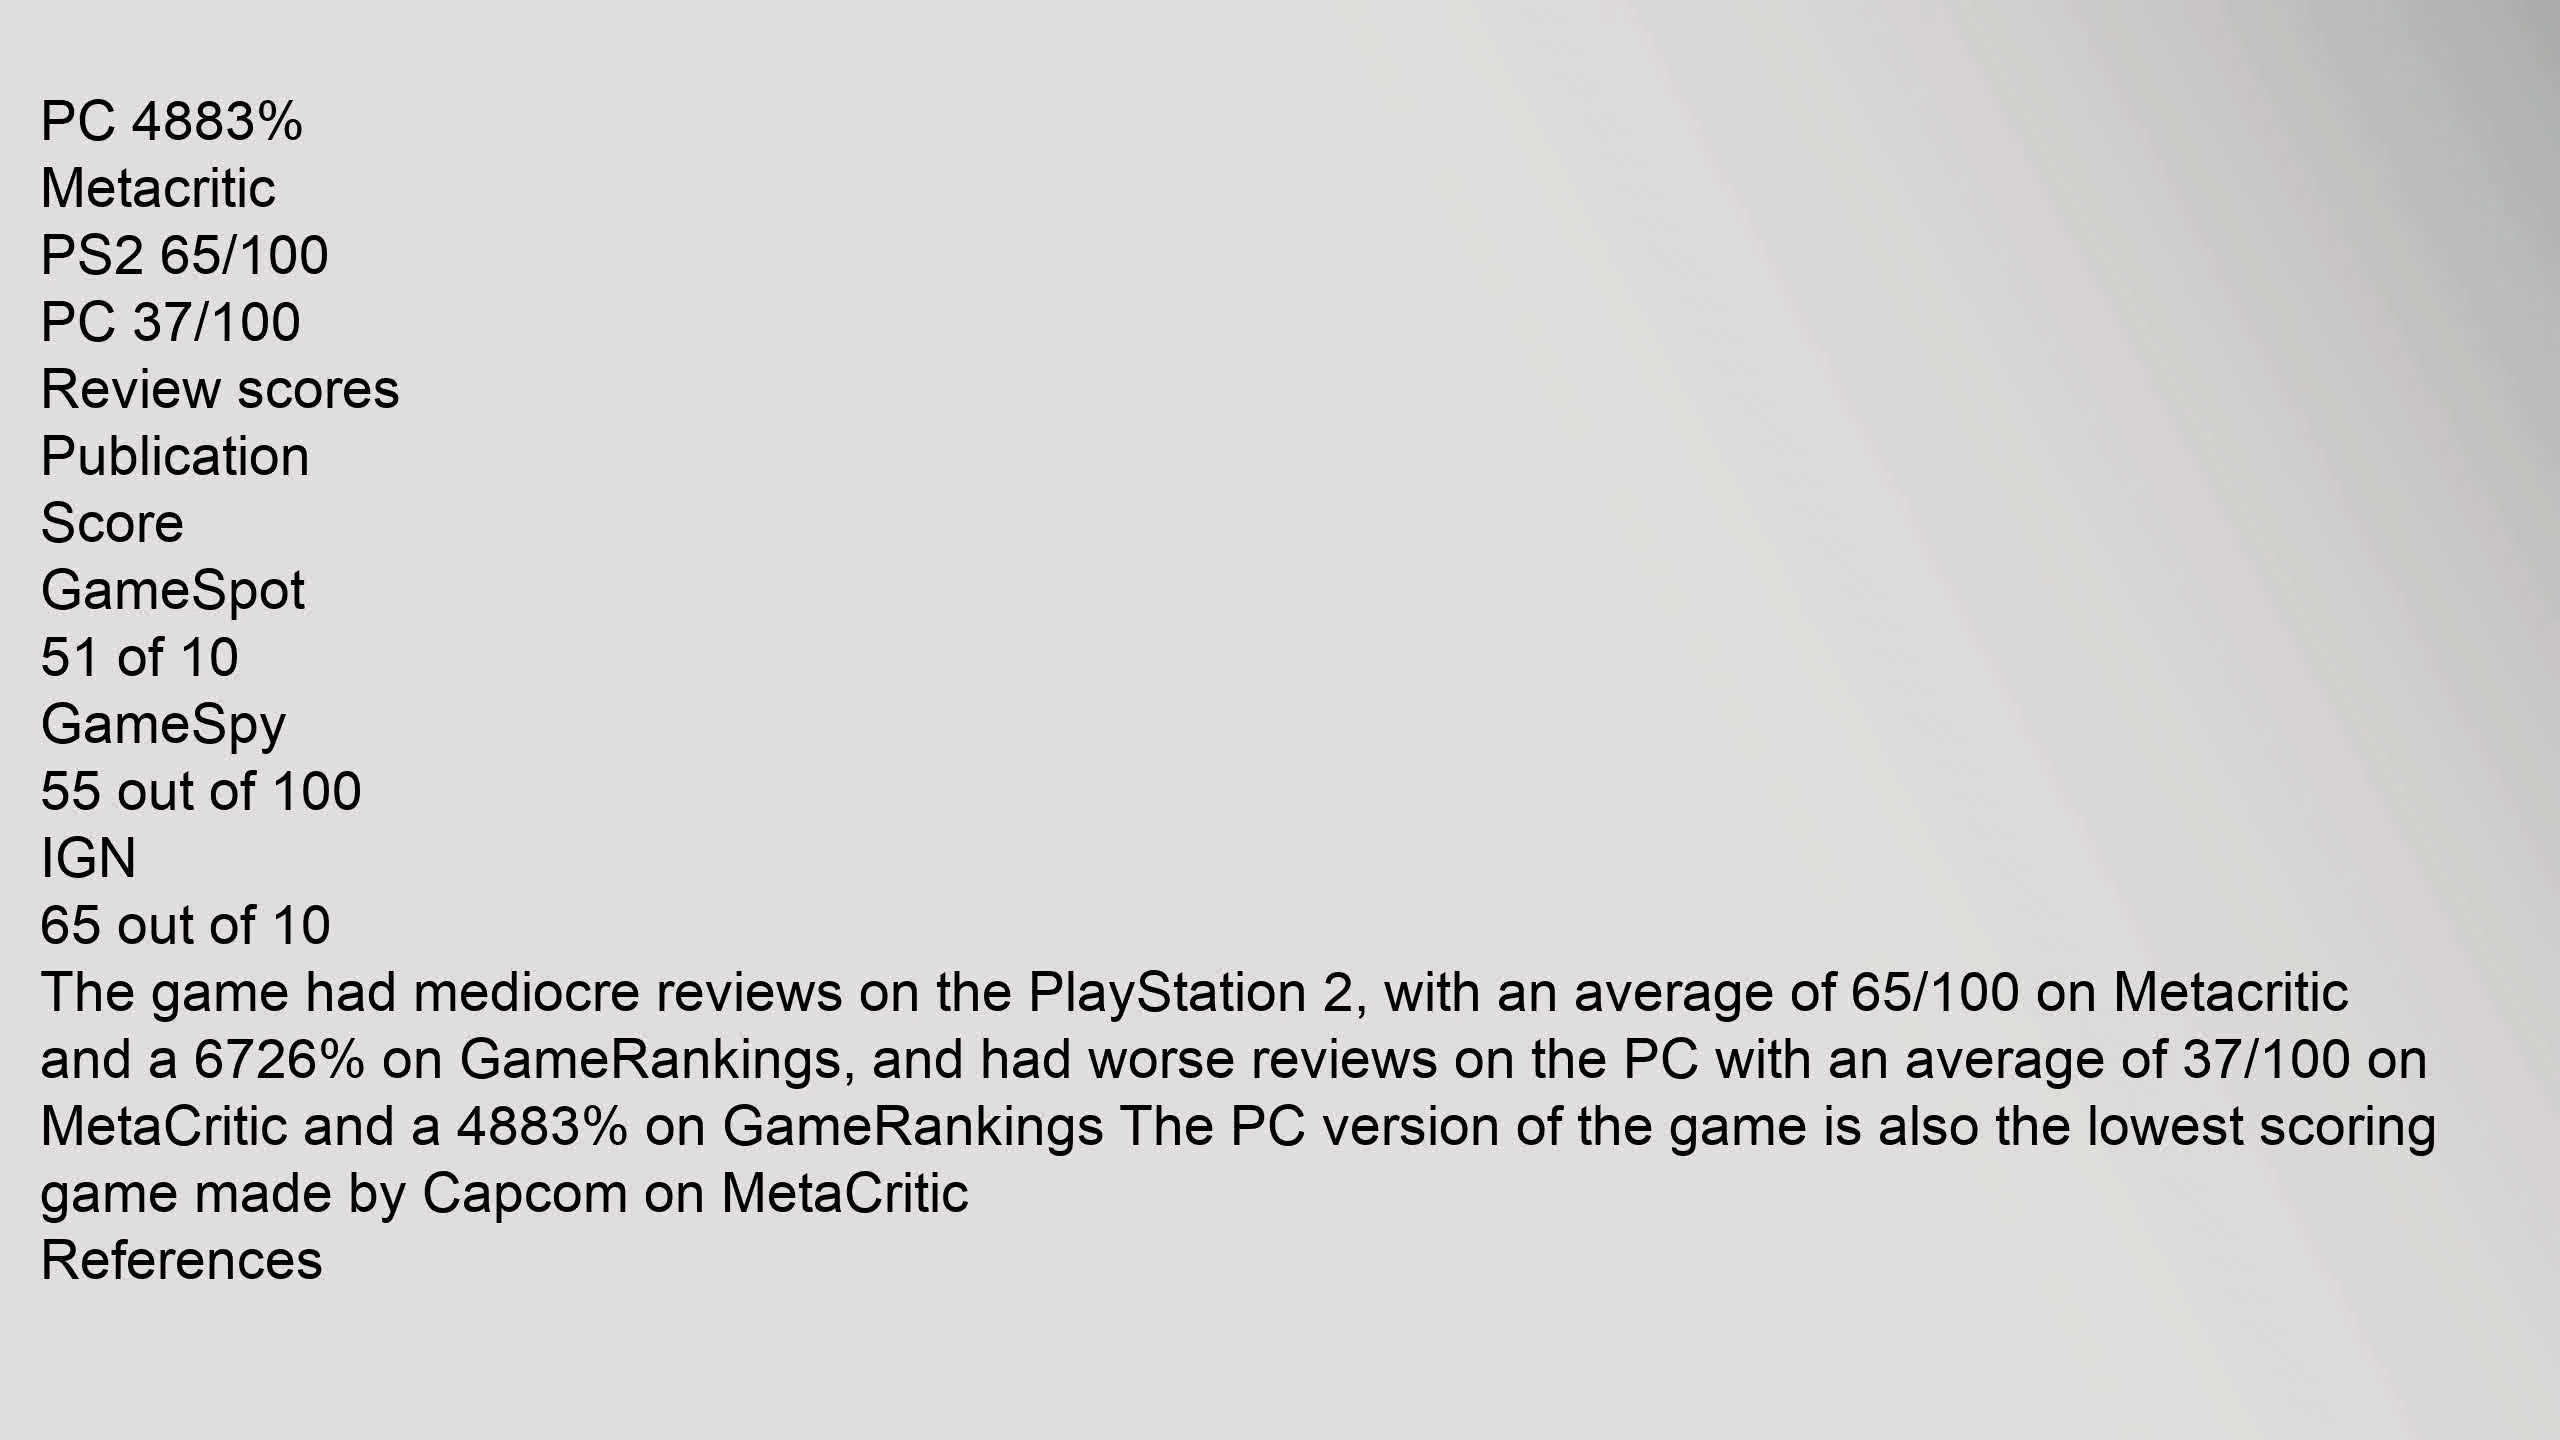 PC 4883%
Metacritic
PS2 65/100
PC 37/100
Review scores
Publication
Score
GameSpot
51 of 10
GameSpy
55 out of 100
IGN
65 out of 10
The game had mediocre reviews on the PlayStation 2, with an average of 65/100 on Metacritic
and a 6726% on GameRankings, and had worse reviews on the PC with an average of 37/100 on
MetaCritic and a 4883% on GameRankings The PC version of the game is also the lowest scoring
game made by Capcom on MetaCritic
References